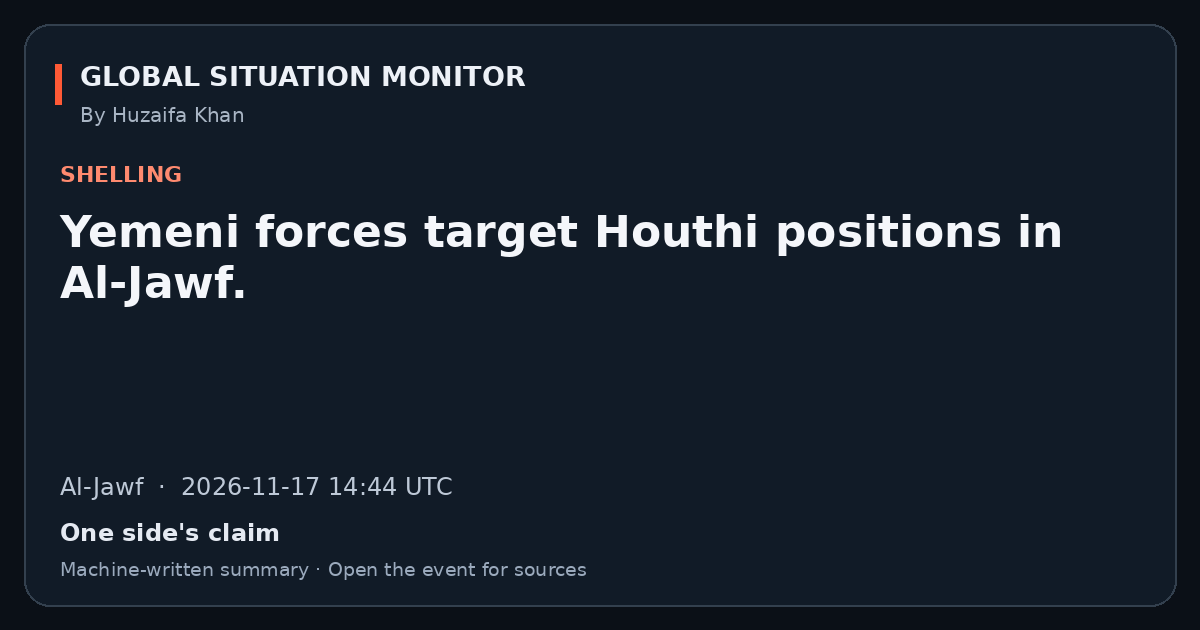 GLOBAL SITUATION MONITOR
By Huzaifa Khan
SHELLING
Yemeni forces target Houthi positions in
Al-Jawf.
Al-Jawf · 2026-11-17 14:44 UTC
One side's claim
Machine-written summary · Open the event for sources